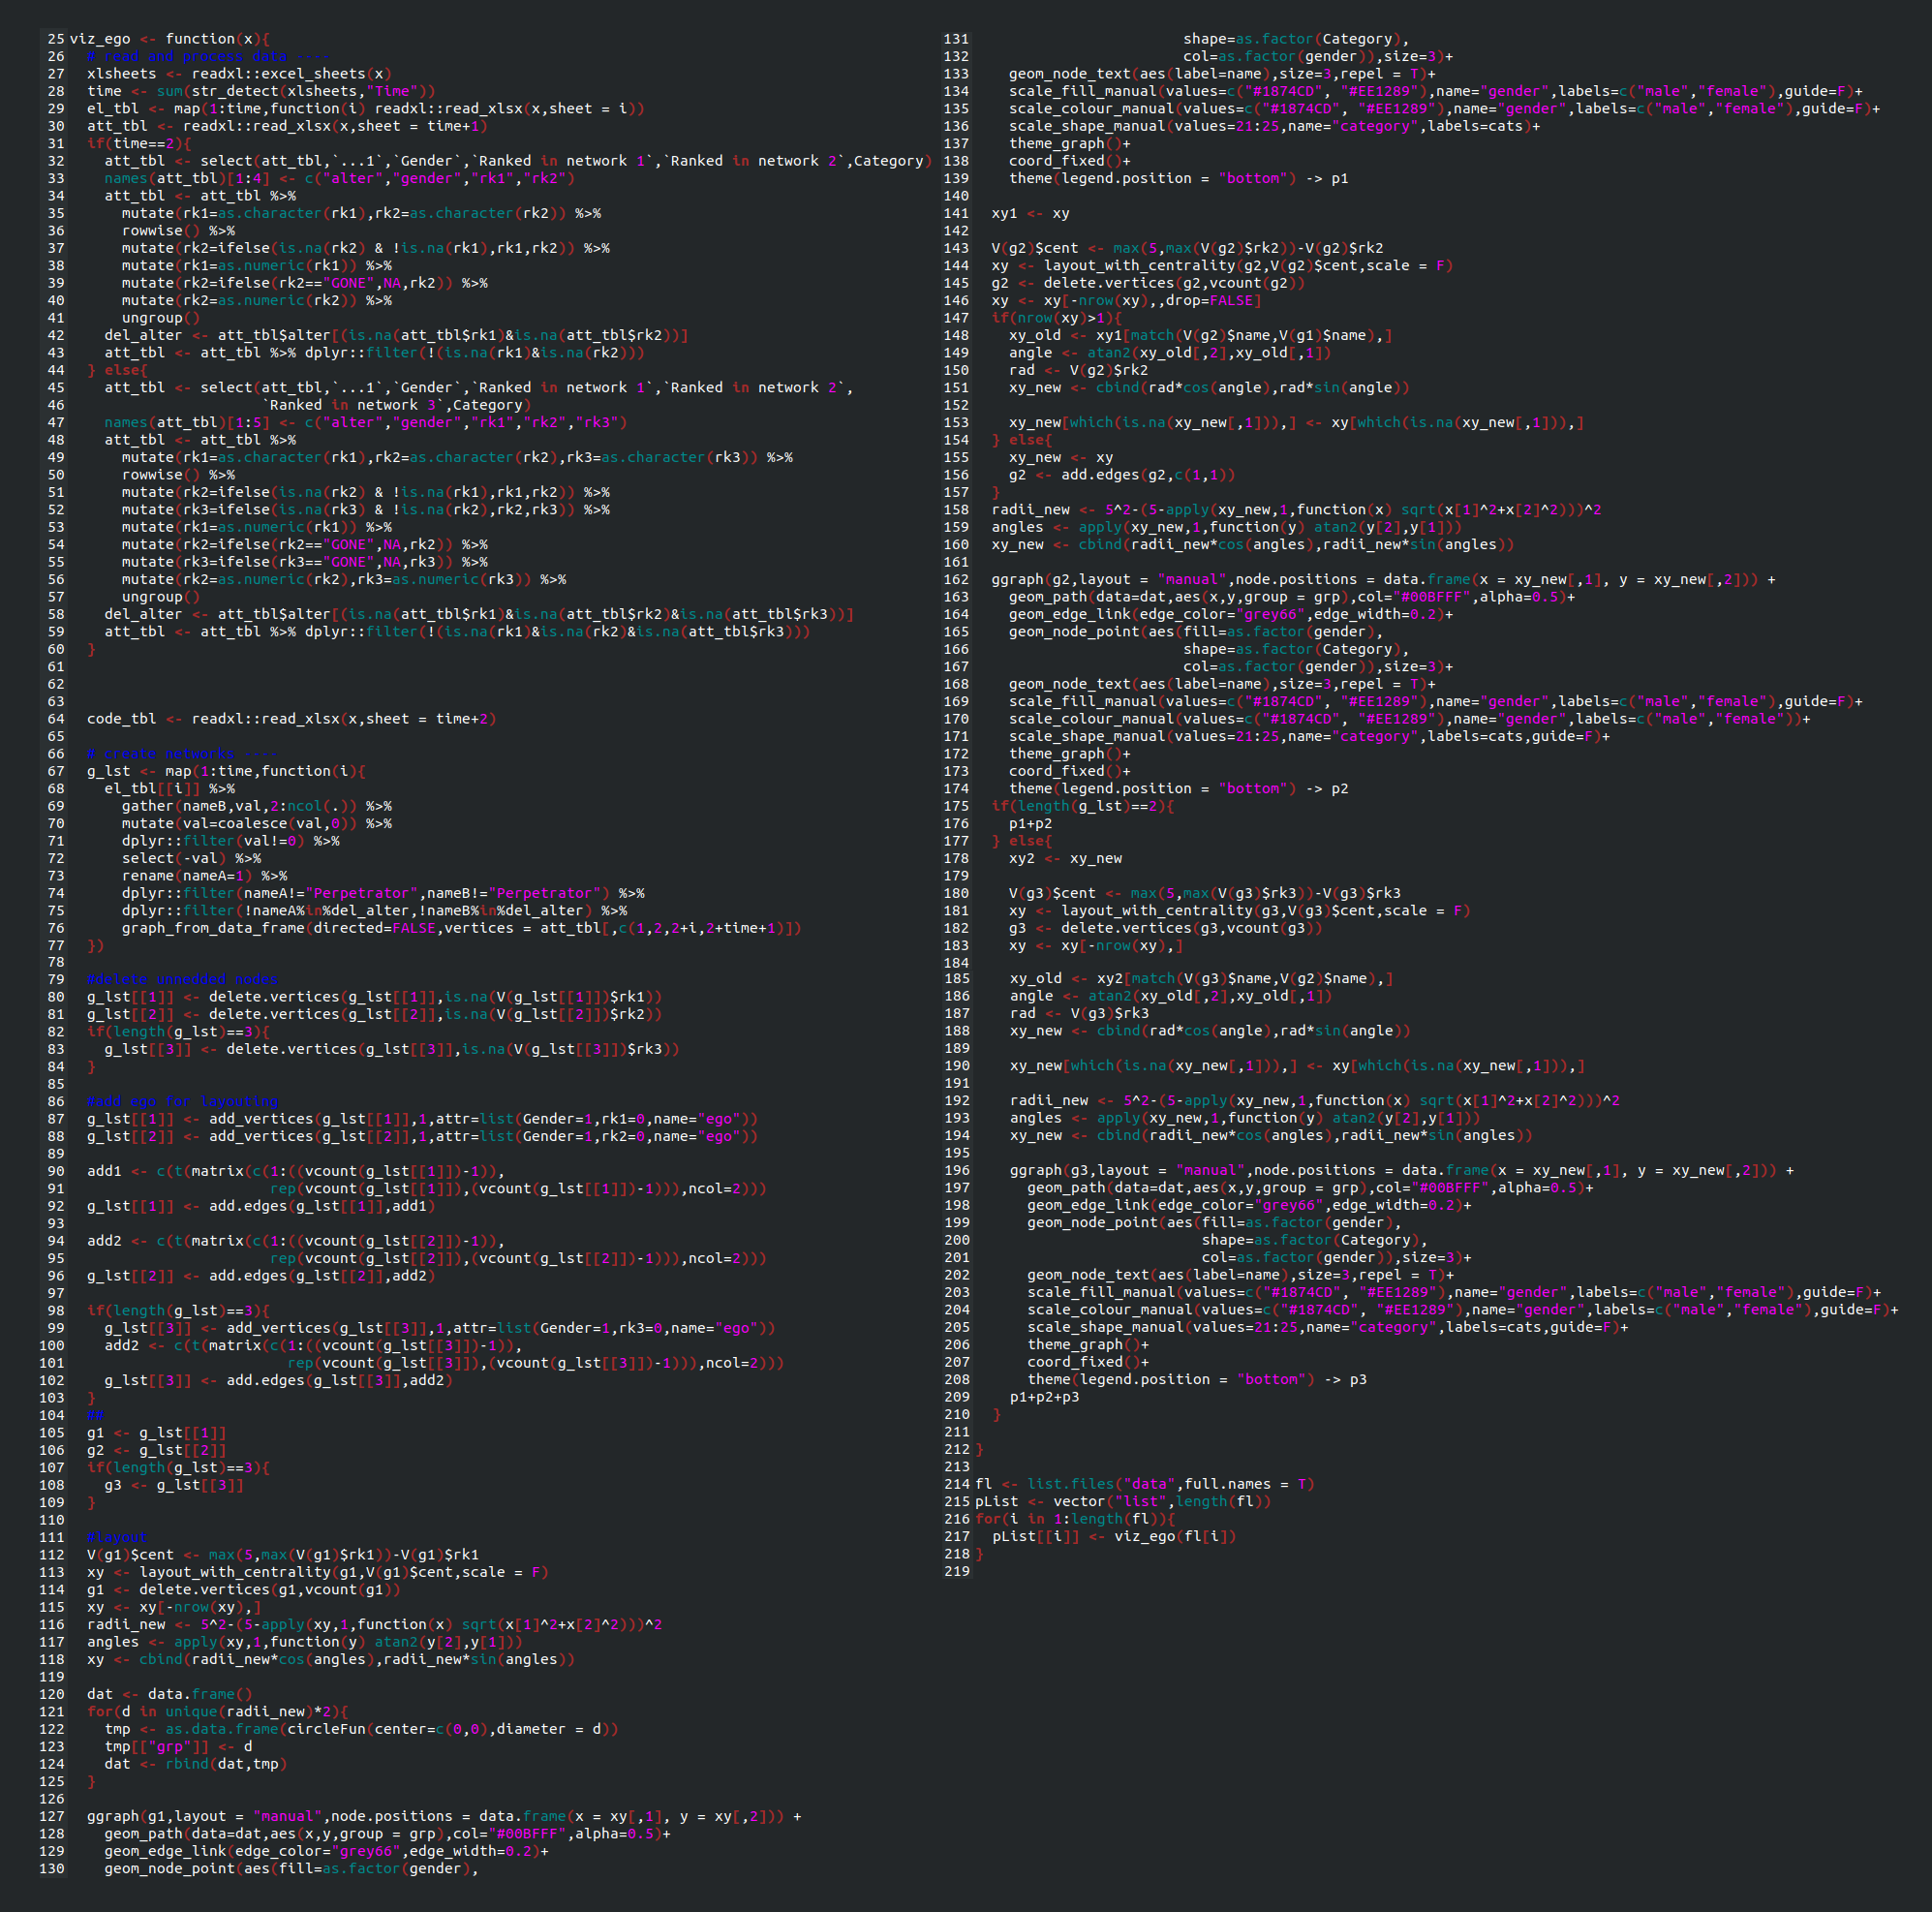 25 viz_ego <- function(x){
26   # read and process data ----
27   xlsheets <- readxl::excel_sheets(x)
28   time <- sum(str_detect(xlsheets,"Time"))
29   el_tbl <- map(1:time,function(i) readxl::read_xlsx(x,sheet = i))
30   att_tbl <- readxl::read_xlsx(x,sheet = time+1)
31   if(time==2){
32     att_tbl <- select(att_tbl,`...1`,`Gender`,`Ranked in network 1`,`Ranked in network 2`,Category)
33     names(att_tbl)[1:4] <- c("alter","gender","rk1","rk2")
34     att_tbl <- att_tbl %>%
35       mutate(rk1=as.character(rk1),rk2=as.character(rk2)) %>%
36       rowwise() %>%
37       mutate(rk2=ifelse(is.na(rk2) & !is.na(rk1),rk1,rk2)) %>%
38       mutate(rk1=as.numeric(rk1)) %>%
39       mutate(rk2=ifelse(rk2=="GONE",NA,rk2)) %>%
40       mutate(rk2=as.numeric(rk2)) %>%
41       ungroup()
42     del_alter <- att_tbl$alter[(is.na(att_tbl$rk1)&is.na(att_tbl$rk2))]
43     att_tbl <- att_tbl %>% dplyr::filter(!(is.na(rk1)&is.na(rk2)))
44   } else{
45     att_tbl <- select(att_tbl,`...1`,`Gender`,`Ranked in network 1`,`Ranked in network 2`,
46                       `Ranked in network 3`,Category)
47     names(att_tbl)[1:5] <- c("alter","gender","rk1","rk2","rk3")
48     att_tbl <- att_tbl %>%
49       mutate(rk1=as.character(rk1),rk2=as.character(rk2),rk3=as.character(rk3)) %>%
50       rowwise() %>%
51       mutate(rk2=ifelse(is.na(rk2) & !is.na(rk1),rk1,rk2)) %>%
52       mutate(rk3=ifelse(is.na(rk3) & !is.na(rk2),rk2,rk3)) %>%
53       mutate(rk1=as.numeric(rk1)) %>%
54       mutate(rk2=ifelse(rk2=="GONE",NA,rk2)) %>%
55       mutate(rk3=ifelse(rk3=="GONE",NA,rk3)) %>%
56       mutate(rk2=as.numeric(rk2),rk3=as.numeric(rk3)) %>%
57       ungroup()
58     del_alter <- att_tbl$alter[(is.na(att_tbl$rk1)&is.na(att_tbl$rk2)&is.na(att_tbl$rk3))]
59     att_tbl <- att_tbl %>% dplyr::filter(!(is.na(rk1)&is.na(rk2)&is.na(att_tbl$rk3)))
60   }
61
62
63
64   code_tbl <- readxl::read_xlsx(x,sheet = time+2)
65
66   # create networks ----
67   g_lst <- map(1:time,function(i){
68     el_tbl[[i]] %>%
69       gather(nameB,val,2:ncol(.)) %>%
70       mutate(val=coalesce(val,0)) %>%
71       dplyr::filter(val!=0) %>%
72       select(-val) %>%
73       rename(nameA=1) %>%
74       dplyr::filter(nameA!="Perpetrator",nameB!="Perpetrator") %>%
75       dplyr::filter(!nameA%in%del_alter,!nameB%in%del_alter) %>%
76       graph_from_data_frame(directed=FALSE,vertices = att_tbl[,c(1,2,2+i,2+time+1)])
77   })
78
79   #delete unnedded nodes
80   g_lst[[1]] <- delete.vertices(g_lst[[1]],is.na(V(g_lst[[1]])$rk1))
81   g_lst[[2]] <- delete.vertices(g_lst[[2]],is.na(V(g_lst[[2]])$rk2))
82   if(length(g_lst)==3){
83     g_lst[[3]] <- delete.vertices(g_lst[[3]],is.na(V(g_lst[[3]])$rk3))
84   }
85
86   #add ego for layouting
87   g_lst[[1]] <- add_vertices(g_lst[[1]],1,attr=list(Gender=1,rk1=0,name="ego"))
88   g_lst[[2]] <- add_vertices(g_lst[[2]],1,attr=list(Gender=1,rk2=0,name="ego"))
89
90   add1 <- c(t(matrix(c(1:((vcount(g_lst[[1]])-1)),
91                        rep(vcount(g_lst[[1]]),(vcount(g_lst[[1]])-1))),ncol=2)))
92   g_lst[[1]] <- add.edges(g_lst[[1]],add1)
93
94   add2 <- c(t(matrix(c(1:((vcount(g_lst[[2]])-1)),
95                        rep(vcount(g_lst[[2]]),(vcount(g_lst[[2]])-1))),ncol=2)))
96   g_lst[[2]] <- add.edges(g_lst[[2]],add2)
97
98   if(length(g_lst)==3){
99     g_lst[[3]] <- add_vertices(g_lst[[3]],1,attr=list(Gender=1,rk3=0,name="ego"))
100     add2 <- c(t(matrix(c(1:((vcount(g_lst[[3]])-1)),
101                          rep(vcount(g_lst[[3]]),(vcount(g_lst[[3]])-1))),ncol=2)))
102     g_lst[[3]] <- add.edges(g_lst[[3]],add2)
103   }
104   ##
105   g1 <- g_lst[[1]]
106   g2 <- g_lst[[2]]
107   if(length(g_lst)==3){
108     g3 <- g_lst[[3]]
109   }
110
111   #layout
112   V(g1)$cent <- max(5,max(V(g1)$rk1))-V(g1)$rk1
113   xy <- layout_with_centrality(g1,V(g1)$cent,scale = F)
114   g1 <- delete.vertices(g1,vcount(g1))
115   xy <- xy[-nrow(xy),]
116   radii_new <- 5^2-(5-apply(xy,1,function(x) sqrt(x[1]^2+x[2]^2)))^2
117   angles <- apply(xy,1,function(y) atan2(y[2],y[1]))
118   xy <- cbind(radii_new*cos(angles),radii_new*sin(angles))
119
120   dat <- data.frame()
121   for(d in unique(radii_new)*2){
122     tmp <- as.data.frame(circleFun(center=c(0,0),diameter = d))
123     tmp[["grp"]] <- d
124     dat <- rbind(dat,tmp)
125   }
126
127   ggraph(g1,layout = "manual",node.positions = data.frame(x = xy[,1], y = xy[,2])) +
128     geom_path(data=dat,aes(x,y,group = grp),col="#00BFFF",alpha=0.5)+
129     geom_edge_link(edge_color="grey66",edge_width=0.2)+
130     geom_node_point(aes(fill=as.factor(gender),
131                         shape=as.factor(Category),
132                         col=as.factor(gender)),size=3)+
133     geom_node_text(aes(label=name),size=3,repel = T)+
134     scale_fill_manual(values=c("#1874CD", "#EE1289"),name="gender",labels=c("male","female"),guide=F)+
135     scale_colour_manual(values=c("#1874CD", "#EE1289"),name="gender",labels=c("male","female"),guide=F)+
136     scale_shape_manual(values=21:25,name="category",labels=cats)+
137     theme_graph()+
138     coord_fixed()+
139     theme(legend.position = "bottom") -> p1
140
141   xy1 <- xy
142
143   V(g2)$cent <- max(5,max(V(g2)$rk2))-V(g2)$rk2
144   xy <- layout_with_centrality(g2,V(g2)$cent,scale = F)
145   g2 <- delete.vertices(g2,vcount(g2))
146   xy <- xy[-nrow(xy),,drop=FALSE]
147   if(nrow(xy)>1){
148     xy_old <- xy1[match(V(g2)$name,V(g1)$name),]
149     angle <- atan2(xy_old[,2],xy_old[,1])
150     rad <- V(g2)$rk2
151     xy_new <- cbind(rad*cos(angle),rad*sin(angle))
152
153     xy_new[which(is.na(xy_new[,1])),] <- xy[which(is.na(xy_new[,1])),]
154   } else{
155     xy_new <- xy
156     g2 <- add.edges(g2,c(1,1))
157   }
158   radii_new <- 5^2-(5-apply(xy_new,1,function(x) sqrt(x[1]^2+x[2]^2)))^2
159   angles <- apply(xy_new,1,function(y) atan2(y[2],y[1]))
160   xy_new <- cbind(radii_new*cos(angles),radii_new*sin(angles))
161
162   ggraph(g2,layout = "manual",node.positions = data.frame(x = xy_new[,1], y = xy_new[,2])) +
163     geom_path(data=dat,aes(x,y,group = grp),col="#00BFFF",alpha=0.5)+
164     geom_edge_link(edge_color="grey66",edge_width=0.2)+
165     geom_node_point(aes(fill=as.factor(gender),
166                         shape=as.factor(Category),
167                         col=as.factor(gender)),size=3)+
168     geom_node_text(aes(label=name),size=3,repel = T)+
169     scale_fill_manual(values=c("#1874CD", "#EE1289"),name="gender",labels=c("male","female"),guide=F)+
170     scale_colour_manual(values=c("#1874CD", "#EE1289"),name="gender",labels=c("male","female"))+
171     scale_shape_manual(values=21:25,name="category",labels=cats,guide=F)+
172     theme_graph()+
173     coord_fixed()+
174     theme(legend.position = "bottom") -> p2
175   if(length(g_lst)==2){
176     p1+p2
177   } else{
178     xy2 <- xy_new
179
180     V(g3)$cent <- max(5,max(V(g3)$rk3))-V(g3)$rk3
181     xy <- layout_with_centrality(g3,V(g3)$cent,scale = F)
182     g3 <- delete.vertices(g3,vcount(g3))
183     xy <- xy[-nrow(xy),]
184
185     xy_old <- xy2[match(V(g3)$name,V(g2)$name),]
186     angle <- atan2(xy_old[,2],xy_old[,1])
187     rad <- V(g3)$rk3
188     xy_new <- cbind(rad*cos(angle),rad*sin(angle))
189
190     xy_new[which(is.na(xy_new[,1])),] <- xy[which(is.na(xy_new[,1])),]
191
192     radii_new <- 5^2-(5-apply(xy_new,1,function(x) sqrt(x[1]^2+x[2]^2)))^2
193     angles <- apply(xy_new,1,function(y) atan2(y[2],y[1]))
194     xy_new <- cbind(radii_new*cos(angles),radii_new*sin(angles))
195
196     ggraph(g3,layout = "manual",node.positions = data.frame(x = xy_new[,1], y = xy_new[,2])) +
197       geom_path(data=dat,aes(x,y,group = grp),col="#00BFFF",alpha=0.5)+
198       geom_edge_link(edge_color="grey66",edge_width=0.2)+
199       geom_node_point(aes(fill=as.factor(gender),
200                           shape=as.factor(Category),
201                           col=as.factor(gender)),size=3)+
202       geom_node_text(aes(label=name),size=3,repel = T)+
203       scale_fill_manual(values=c("#1874CD", "#EE1289"),name="gender",labels=c("male","female"),guide=F)+
204       scale_colour_manual(values=c("#1874CD", "#EE1289"),name="gender",labels=c("male","female"),guide=F)+
205       scale_shape_manual(values=21:25,name="category",labels=cats,guide=F)+
206       theme_graph()+
207       coord_fixed()+
208       theme(legend.position = "bottom") -> p3
209     p1+p2+p3
210   }
211
212 }
213
214 fl <- list.files("data",full.names = T)
215 pList <- vector("list",length(fl))
216 for(i in 1:length(fl)){
217   pList[[i]] <- viz_ego(fl[i])
218 }
219